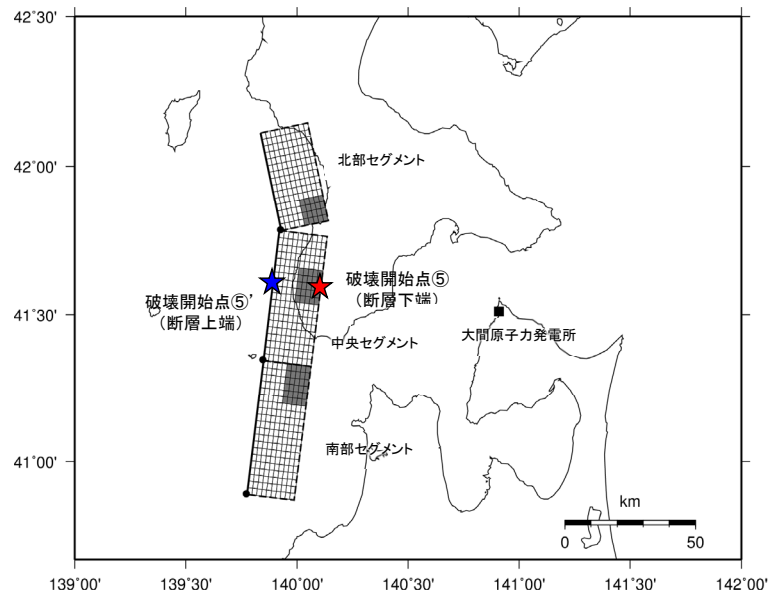 42°30'
42°00'
41°30'
41°00'
北部セグメント
破壊開始点⑤
（断層下端）
破壊開始点⑤'
（断層上端）
大間原子力発電所
中央セグメント
南部セグメント
km
0 50
139°00' 139°30' 140°00' 140°30' 141°00' 141°30' 142°00'